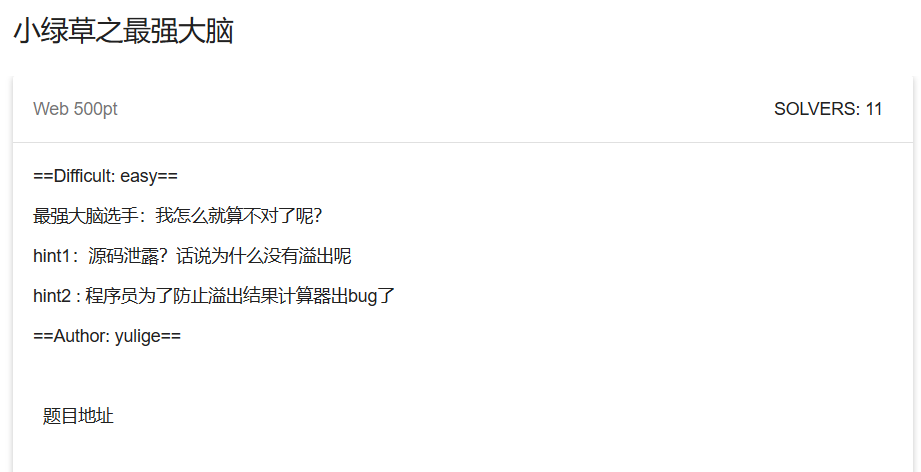 小绿草之最强大脑
Web 500pt
SOLVERS: 11
==Difficult: easy==
最强大脑选手：我怎么就算不对了呢？
hint1：源码泄露？话说为什么没有溢出呢
hint2 : 程序员为了防止溢出结果计算器出bug了
==Author: yulige==
题目地址